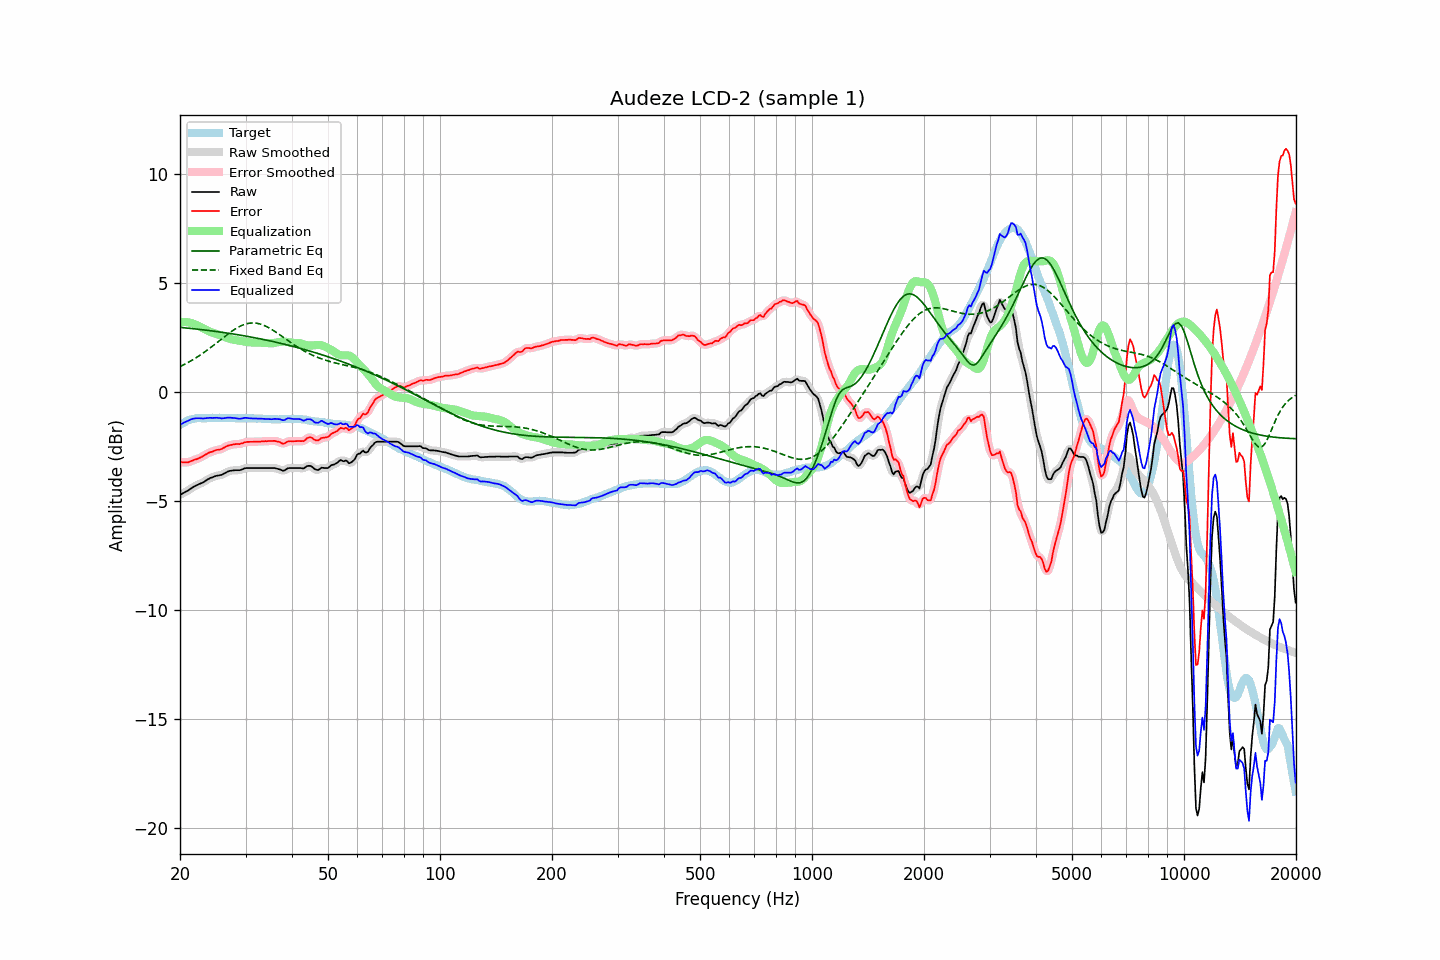 Audeze LCD-2 (sample 1)
Target
Raw Smoothed
Error Smoothed
Raw
Error
Equalization
Parametric Eq
Fixed Band Eq
Equalized
Amplitude (dBr)
10
5
0
−5
−10
−15
−20
20 50 100 200 500 1000 2000 5000 10000 20000
Frequency (Hz)